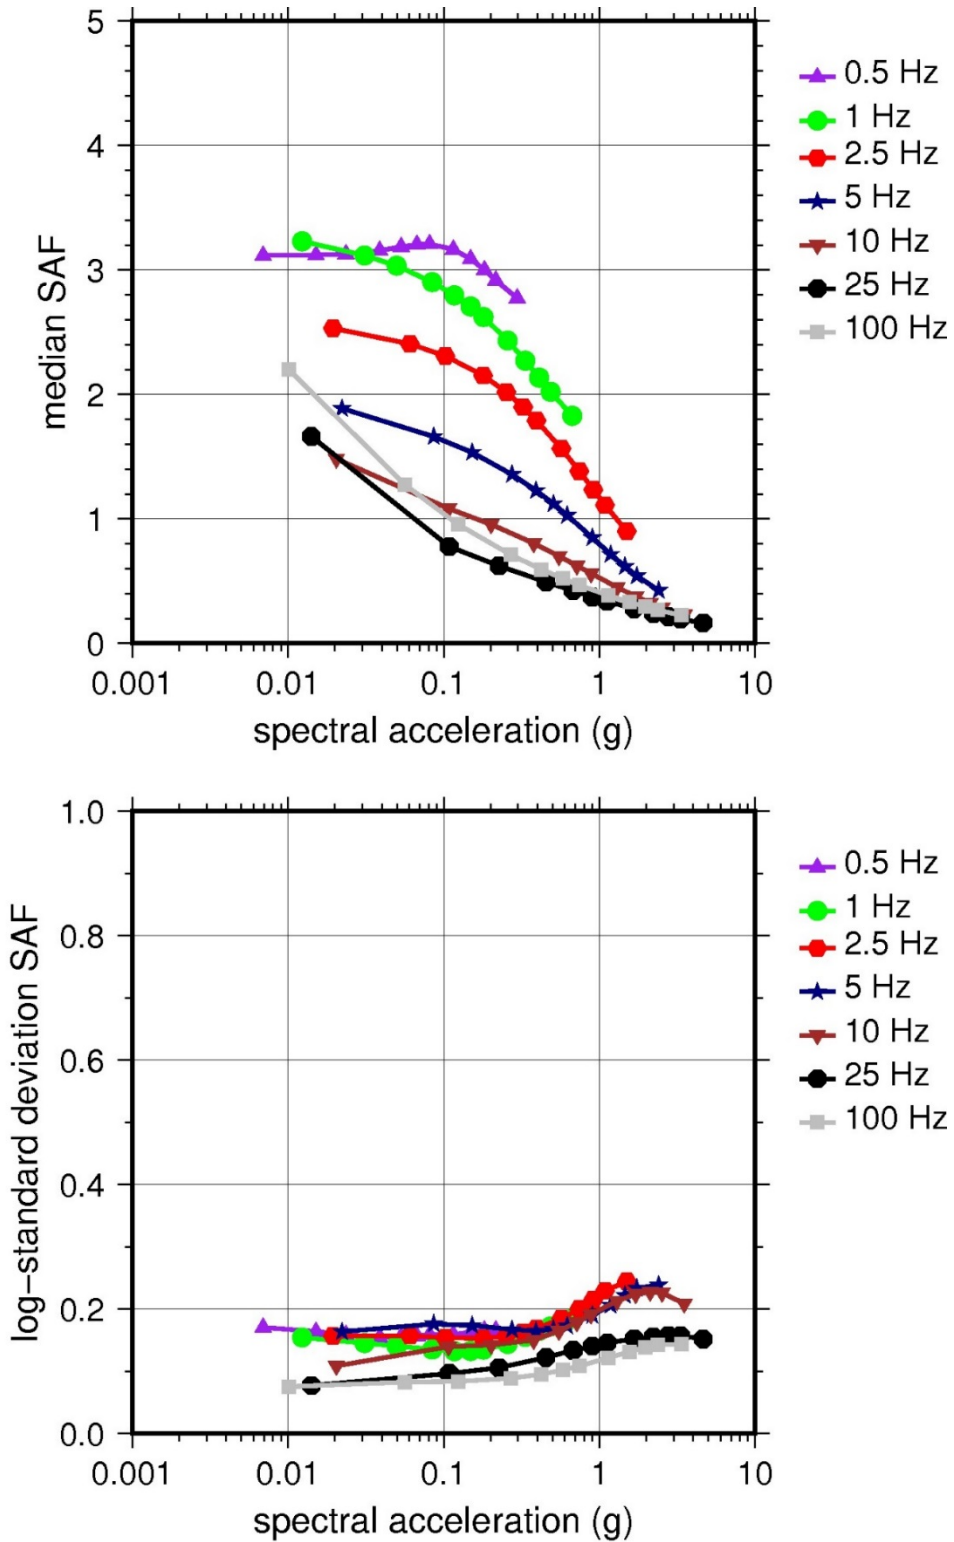 5
4
3
2
1
0
median SAF
0.001
0.01
0.1
1
10
spectral acceleration (g)
0.5 Hz
1 Hz
2.5 Hz
5 Hz
10 Hz
25 Hz
100 Hz
1.0
0.8
0.6
0.4
0.2
0.0
log-standard deviation SAF
0.001
0.01
0.1
1
10
spectral acceleration (g)
0.5 Hz
1 Hz
2.5 Hz
5 Hz
10 Hz
25 Hz
100 Hz